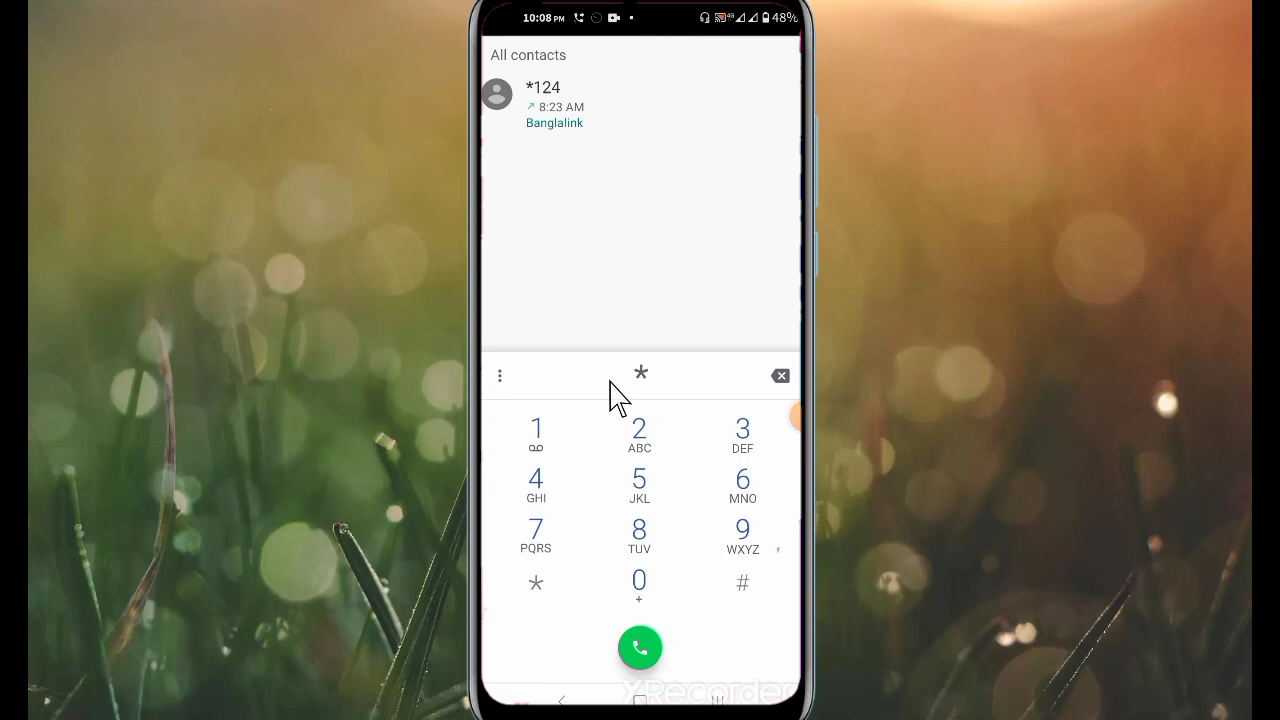 10:08 PM 4G 48%
All contacts
*124
↗ 8:23 AM
Banglalink
*
1 2 3
ABC DEF
4 5 6
GHI JKL MNO
7 8 9
PQRS TUV WXYZ ,
* 0 #
+
XRecorder